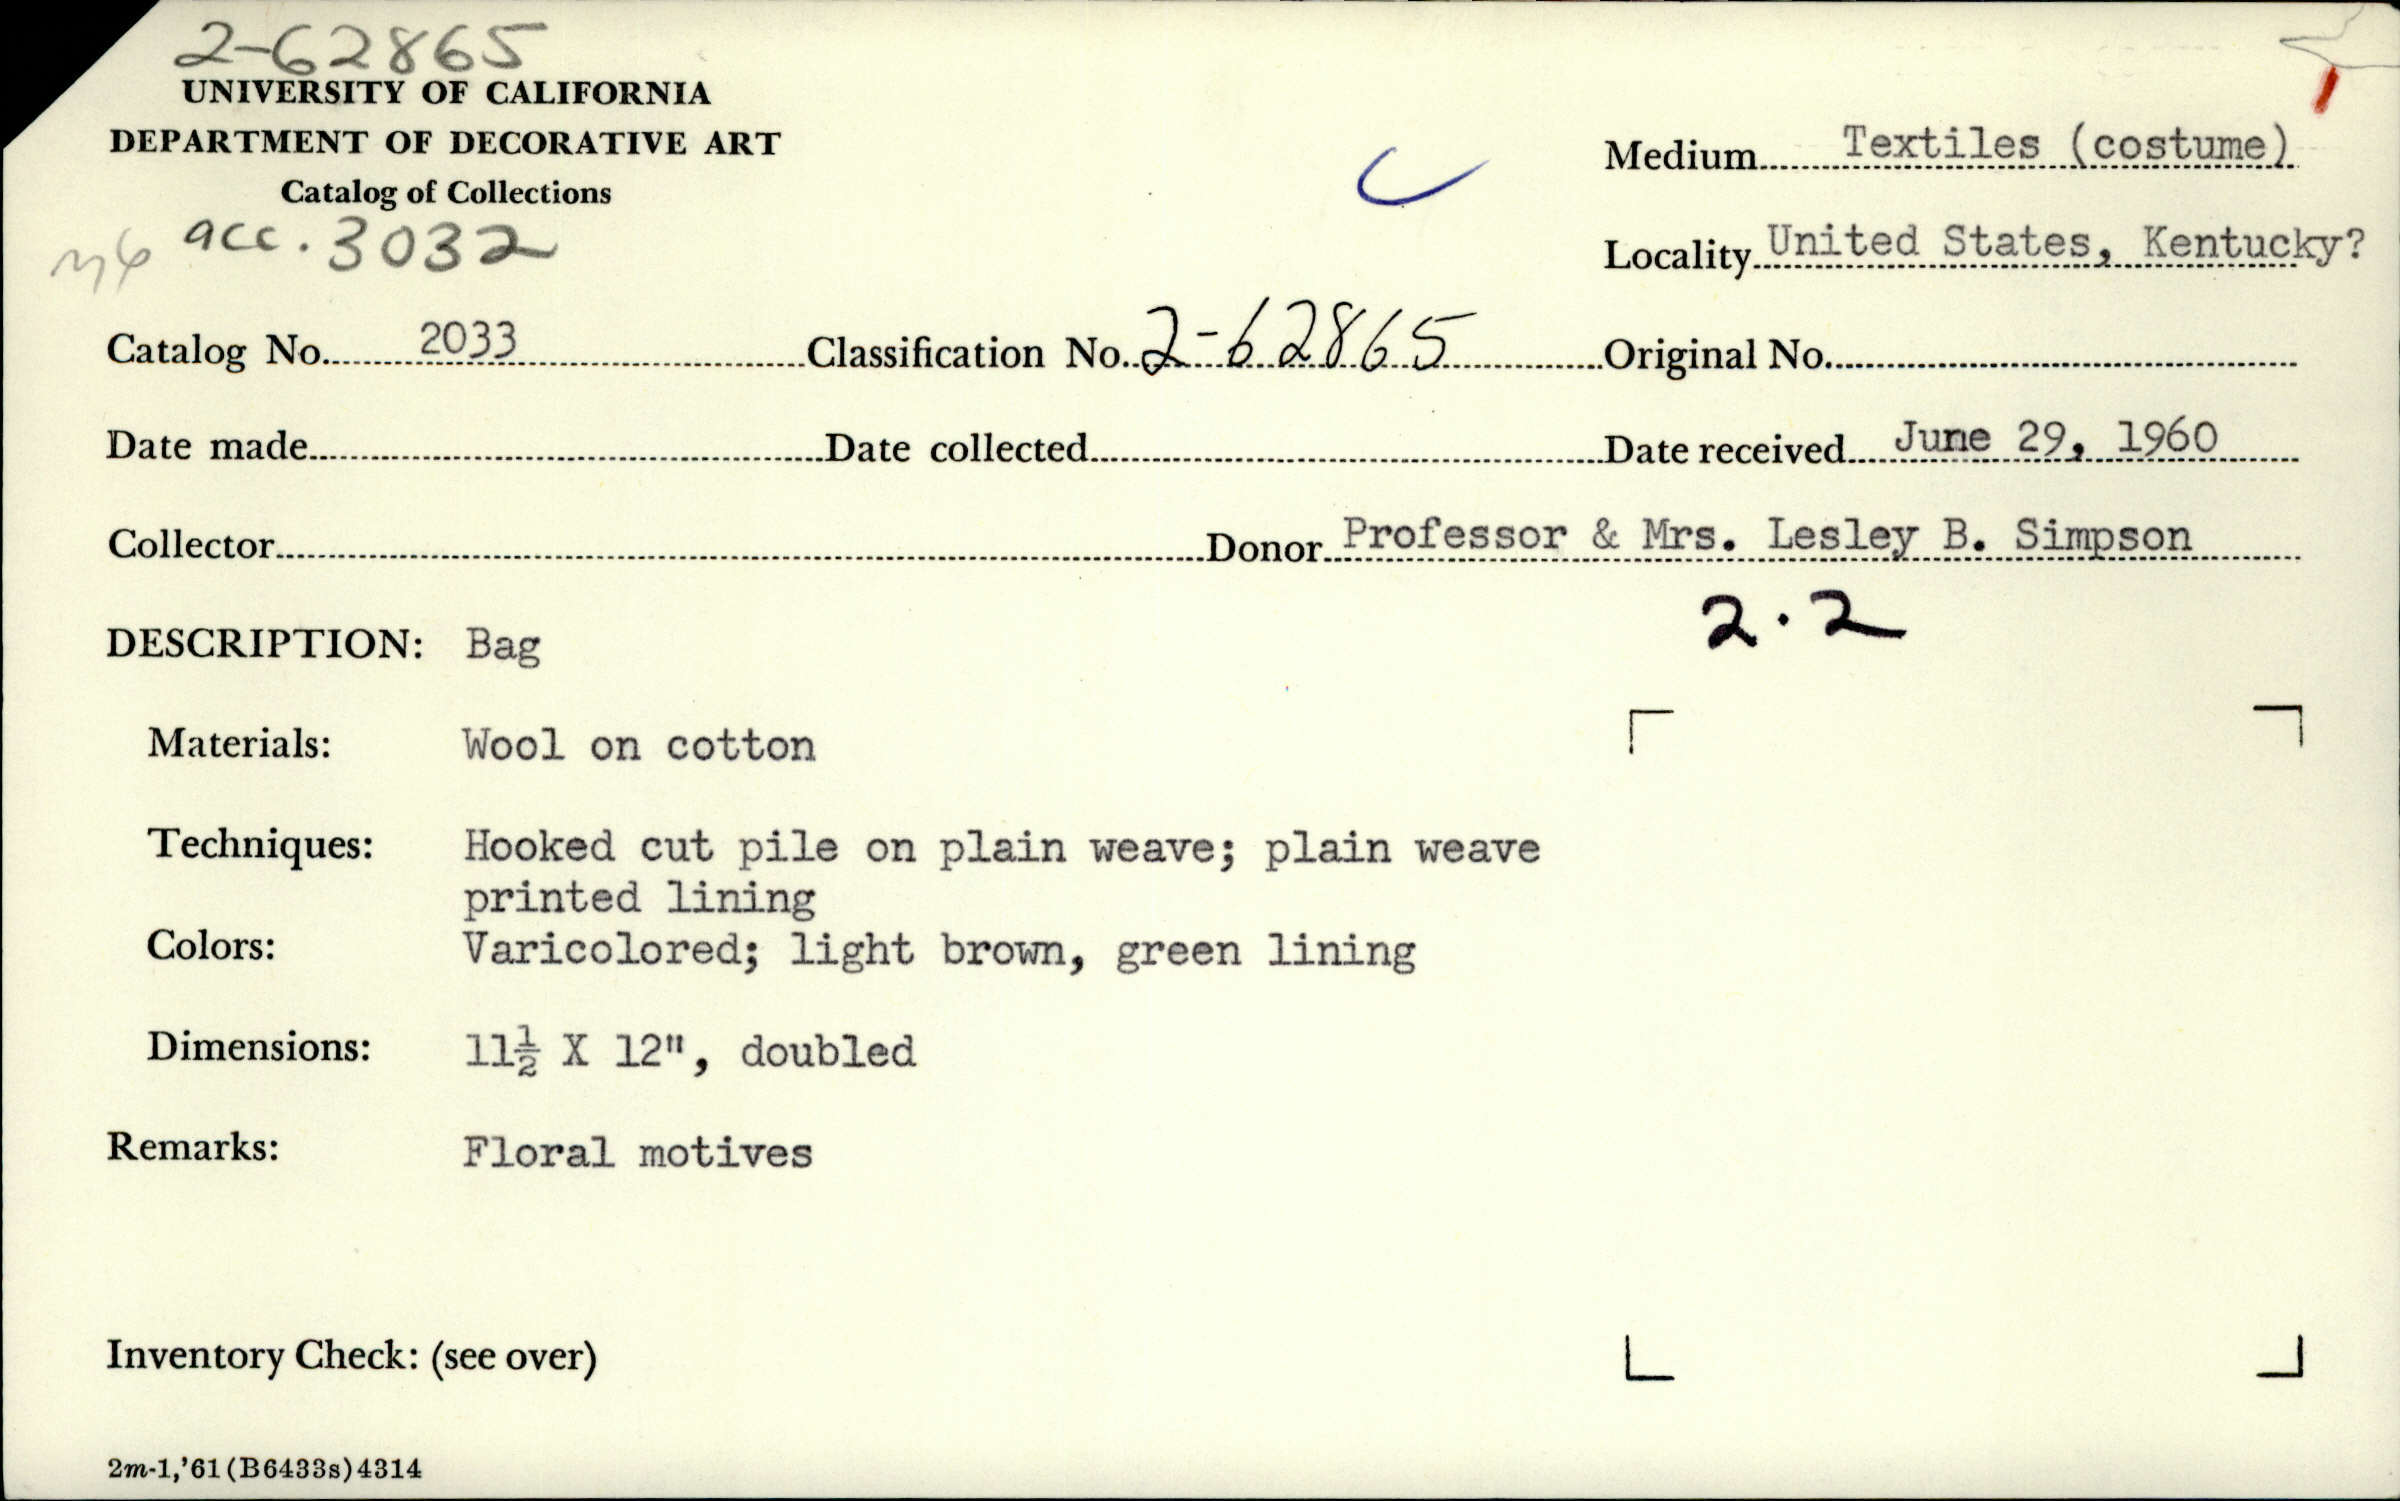 2-62865
UNIVERSITY OF CALIFORNIA
DEPARTMENT OF DECORATIVE ART
Catalog of Collections
acc. 3032
Medium Textiles (costume)
Locality United States, Kentucky?
Catalog No. 2033 Classification No. 2-62865 Original No.
Date made Date collected Date received June 29, 1960
Collector Donor Professor & Mrs. Lesley B. Simpson
2.2
DESCRIPTION: Bag
Materials: Wool on cotton
Techniques: Hooked cut pile on plain weave; plain weave
printed lining
Colors: Varicolored; light brown, green lining
Dimensions: 11½ X 12", doubled
Remarks: Floral motives
Inventory Check: (see over)
2m-1,'61(B6433s)4314